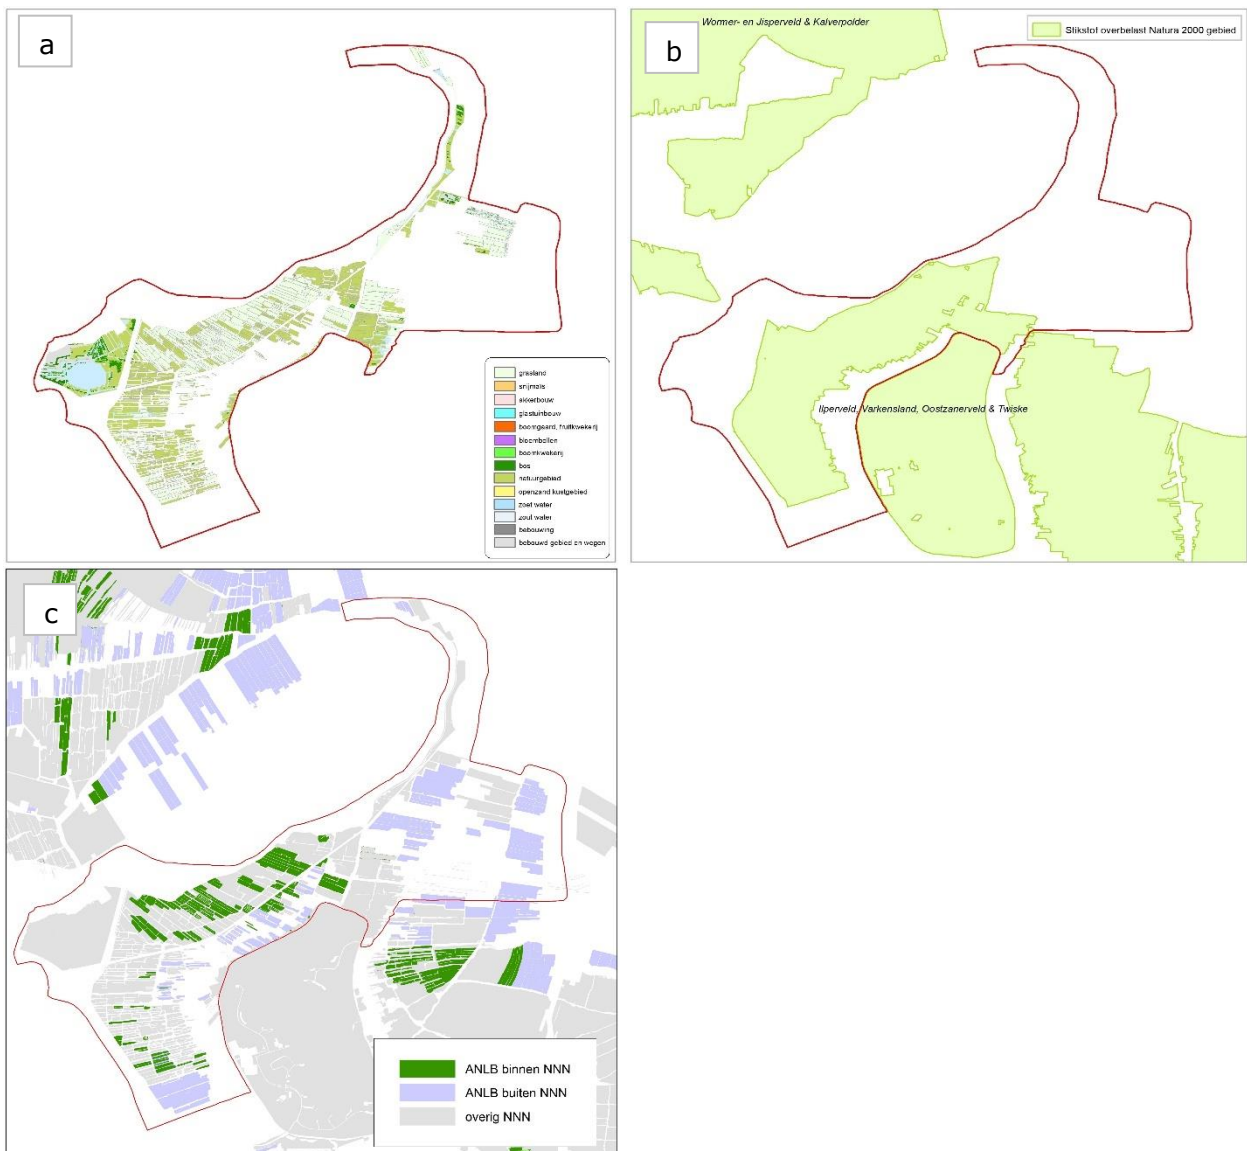 a
grasland
snijmais
akkerbouw
glastuinbouw
boomgaard, fruitkwekerij
bloembollen
boomkwekerij
bos
natuurgebied
openzand kustgebied
zoet water
zout water
bebouwing
bebouwd gebied en wegen
b
Wormer- en Jisperveld & Kalverpolder
Stikstof overbelast Natura 2000 gebied
Ilperveld, Varkensland, Oostzanerveld & Twiske
c
ANLB binnen NNN
ANLB buiten NNN
overig NNN